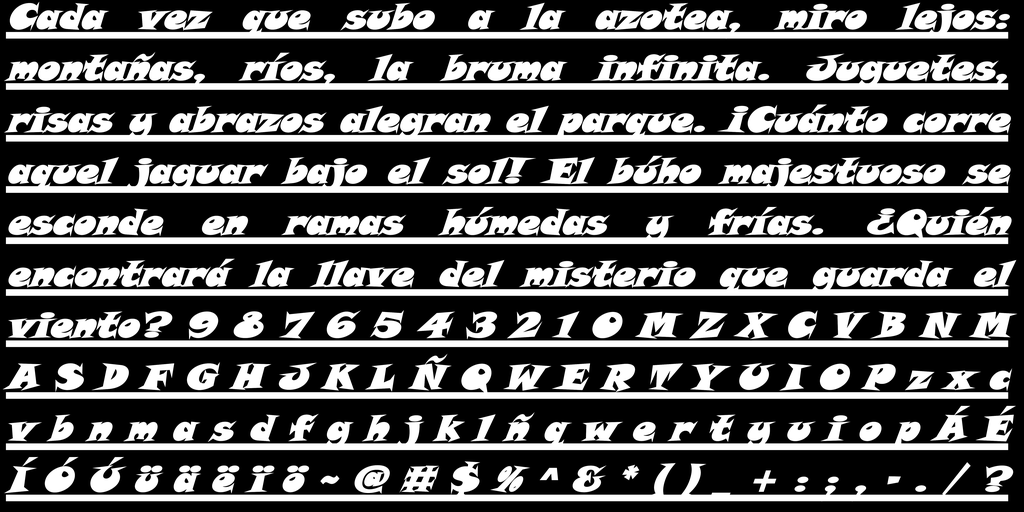 Cada vez que subo a la azotea, miro lejos:
montañas, ríos, la bruma infinita. Juguetes,
risas y abrazos alegran el parque. ¡Cuánto corre
aquel jaguar bajo el sol! El búho majestuoso se
esconde en ramas húmedas y frías. ¿Quién
encontrará la llave del misterio que guarda el
viento? 9 8 7 6 5 4 3 2 1 0 M Z X C V B N M
A S D F G H J K L Ñ Q W E R T Y U I O P z x c
v b n m a s d f g h j k l ñ q w e r t y u i o p Á É
Í Ó Ú ü ä ë ï ö ~ @ # $ % ^ & * ( ) _ + : ; , - . / ?